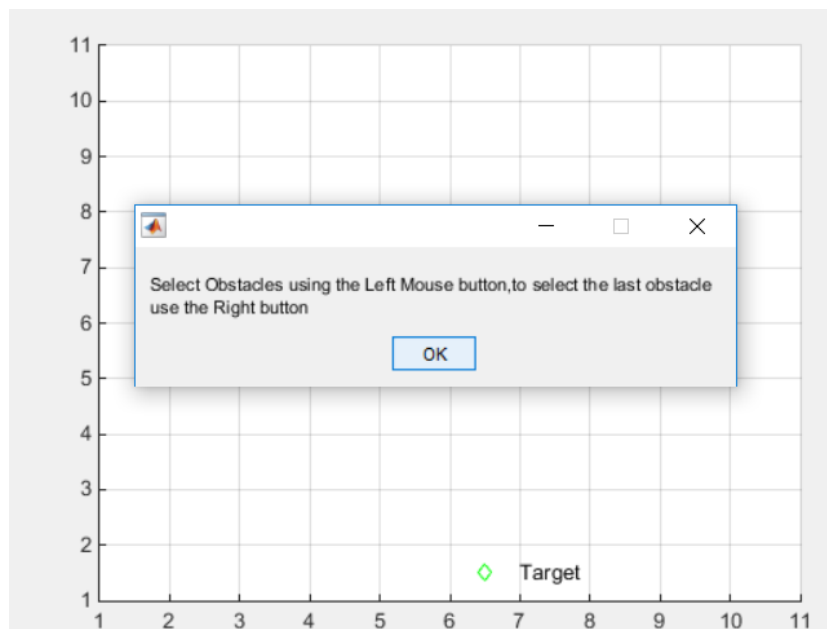 11
10
9
8
7
Select Obstacles using the Left Mouse button,to select the last obstacle
use the Right button
6
OK
5
4
3
2
Target
1
1 2 3 4 5 6 7 8 9 10 11